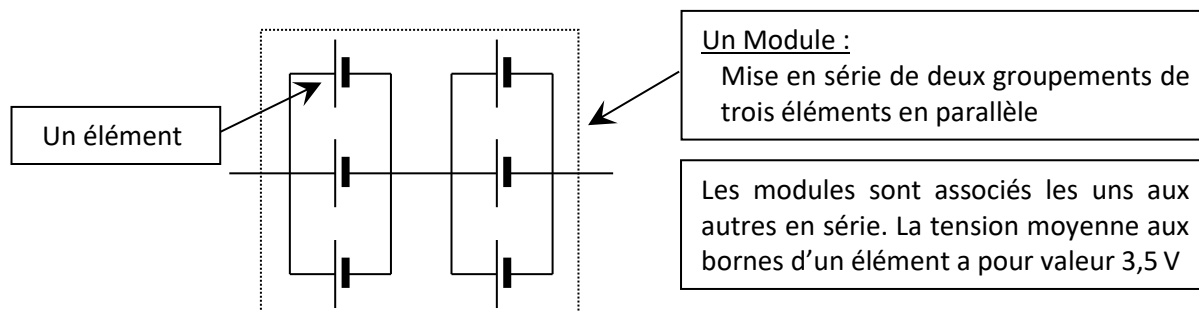 Un élément
Un Module :
Mise en série de deux groupements de
trois éléments en parallèle
Les modules sont associés les uns aux
autres en série. La tension moyenne aux
bornes d’un élément a pour valeur 3,5 V